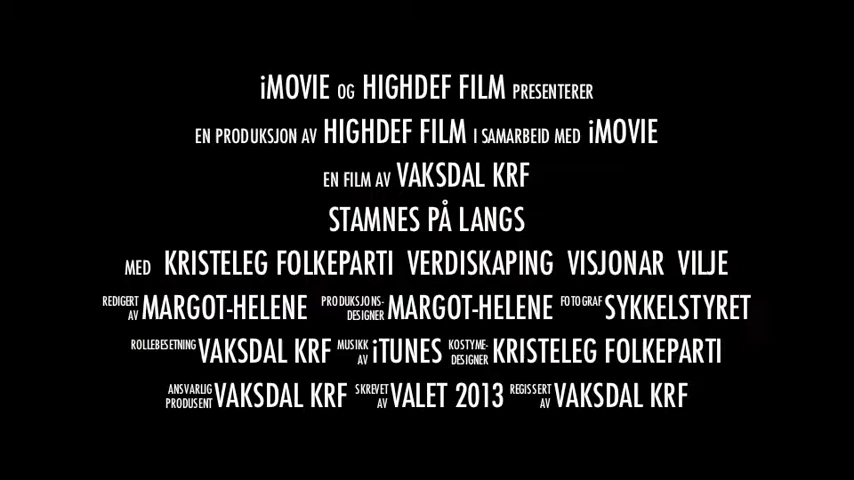 iMOVIE OG HIGHDEF FILM PRESENTERER
EN PRODUKSJON AV HIGHDEF FILM I SAMARBEID MED iMOVIE
EN FILM AV VAKSDAL KRF
STAMNES PÅ LANGS
MED KRISTELEG FOLKEPARTI VERDISKAPING VISJONAR VILJE
REDIGERT AV MARGOT-HELENE PRODUKSJONS-DESIGNER MARGOT-HELENE FOTOGRAF SYKKELSTYRET
ROLLEBESETNING VAKSDAL KRF MUSIKK AV iTUNES KOSTYME-DESIGNER KRISTELEG FOLKEPARTI
ANSVARLIG PRODUSENT VAKSDAL KRF SKREVET AV VALET 2013 REGISSERT AV VAKSDAL KRF